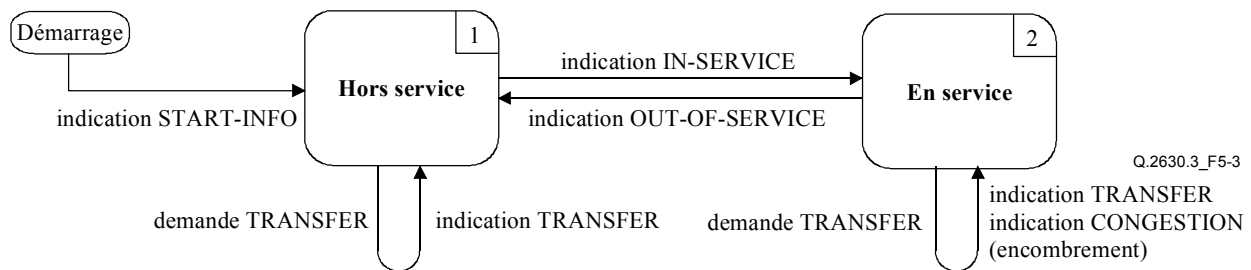 Démarrage
1
2
indication IN-SERVICE
Hors service
En service
indication START-INFO
indication OUT-OF-SERVICE
Q.2630.3_F5-3
demande TRANSFER
indication TRANSFER
demande TRANSFER
indication TRANSFER
indication CONGESTION
(encombrement)